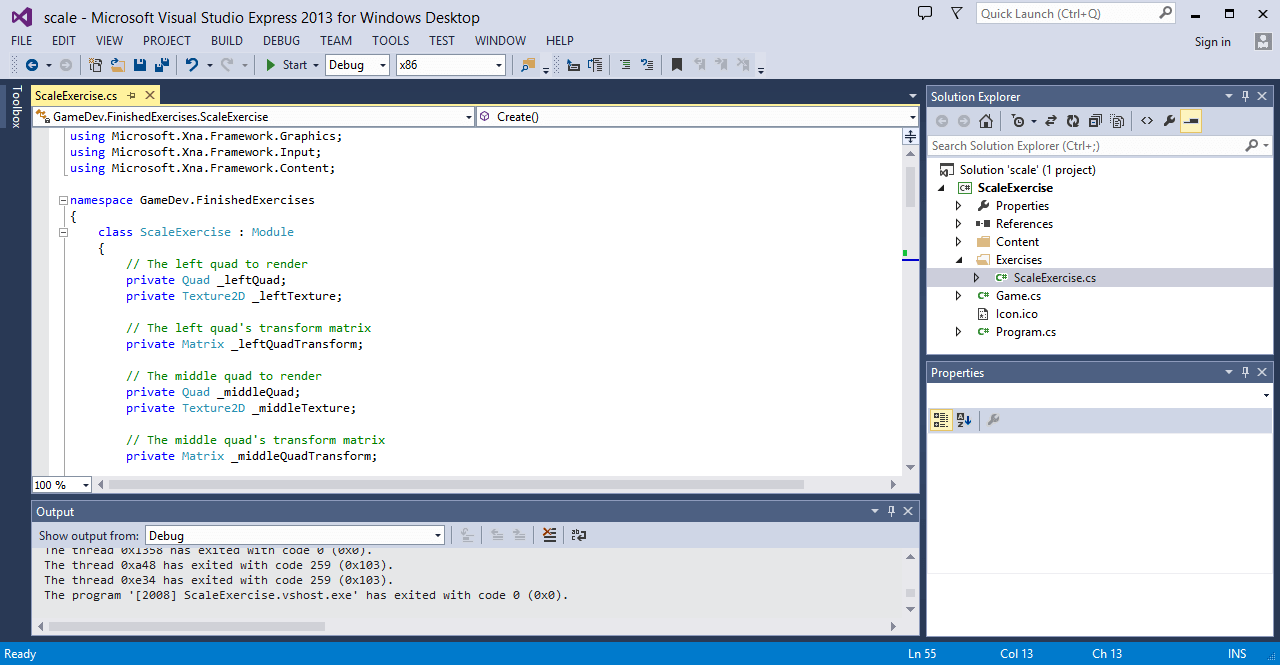 scale - Microsoft Visual Studio Express 2013 for Windows Desktop
Quick Launch (Ctrl+Q)
FILE EDIT VIEW PROJECT BUILD DEBUG TEAM TOOLS TEST WINDOW HELP
Sign in
Start Debug x86
Toolbox
ScaleExercise.cs
GameDev.FinishedExercises.ScaleExercise
Create()
using Microsoft.Xna.Framework.Graphics;
using Microsoft.Xna.Framework.Input;
using Microsoft.Xna.Framework.Content;
namespace GameDev.FinishedExercises
{
class ScaleExercise : Module
{
// The left quad to render
private Quad _leftQuad;
private Texture2D _leftTexture;
// The left quad's transform matrix
private Matrix _leftQuadTransform;
// The middle quad to render
private Quad _middleQuad;
private Texture2D _middleTexture;
// The middle quad's transform matrix
private Matrix _middleQuadTransform;
100 %
Output
Show output from: Debug
The thread 0x1358 has exited with code 0 (0x0).
The thread 0xa48 has exited with code 259 (0x103).
The thread 0xe34 has exited with code 259 (0x103).
The program '[2008] ScaleExercise.vshost.exe' has exited with code 0 (0x0).
Solution Explorer
Search Solution Explorer (Ctrl+;)
Solution 'scale' (1 project)
ScaleExercise
Properties
References
Content
Exercises
ScaleExercise.cs
Game.cs
Icon.ico
Program.cs
Properties
Ready
Ln 55 Col 13 Ch 13 INS